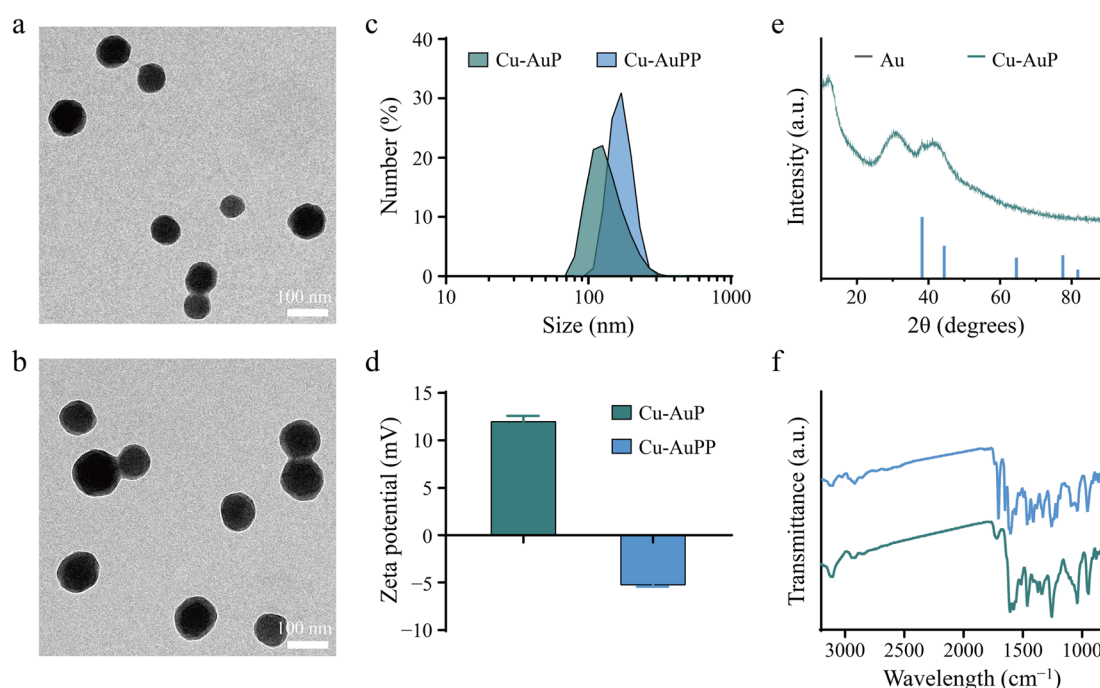 a
100 nm
b
100 nm
c
Cu-AuP Cu-AuPP
Number (%)
40
30
20
10
0
10 100 1000
Size (nm)
d
Cu-AuP
Cu-AuPP
Zeta potential (mV)
15
10
5
0
−5
−10
e
Au Cu-AuP
Intensity (a.u.)
20 40 60 80
2θ (degrees)
f
Transmittance (a.u.)
3000 2500 2000 1500 1000
Wavelength (cm⁻¹)